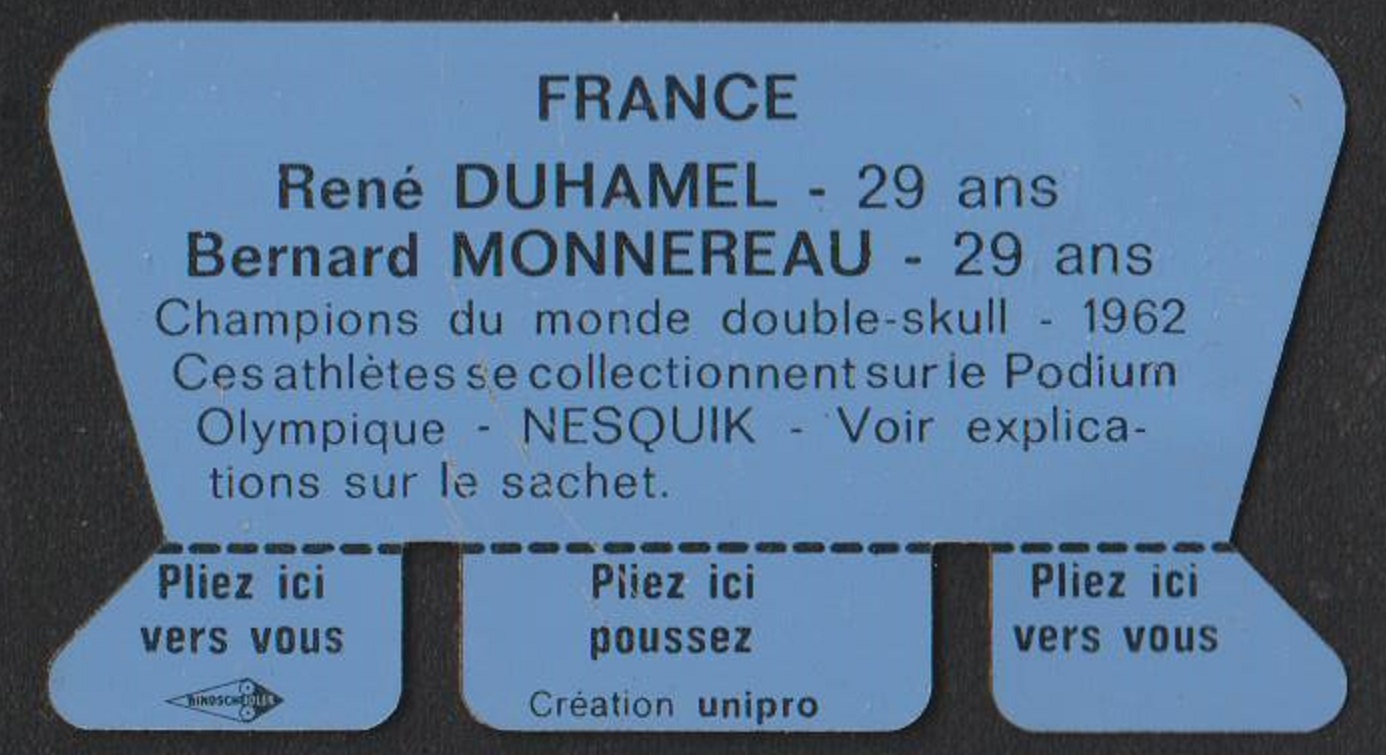 FRANCE
René DUHAMEL - 29 ans
Bernard MONNEREAU - 29 ans
Champions du monde double-skull - 1962
Ces athlètes se collectionnent sur le Podium
Olympique - NESQUIK - Voir explica-
tions sur le sachet.
Pliez ici
vers vous
Pliez ici
poussez
Création unipro
Pliez ici
vers vous